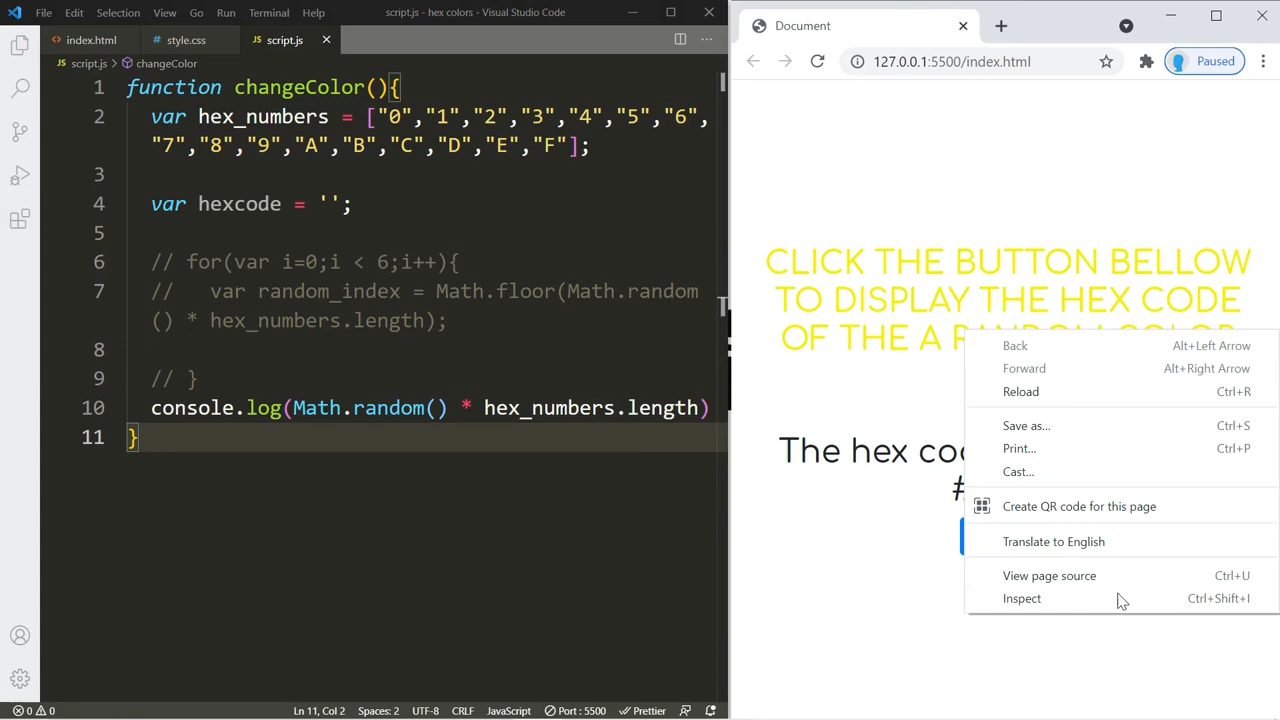 File Edit Selection View Go Run Terminal Help script.js - hex colors - Visual Studio Code
index.html style.css JS script.js
JS script.js > changeColor
1 function changeColor(){
2 var hex_numbers = ["0","1","2","3","4","5","6",
"7","8","9","A","B","C","D","E","F"];
3
4 var hexcode = '';
5
6 // for(var i=0;i < 6;i++){
7 // var random_index = Math.floor(Math.random
() * hex_numbers.length);
8
9 // }
10 console.log(Math.random() * hex_numbers.length)
11 }
0 0 Ln 11, Col 2 Spaces: 2 UTF-8 CRLF JavaScript Port : 5500 Prettier
Document
127.0.0.1:5500/index.html Paused
CLICK THE BUTTON BELLOW
TO DISPLAY THE HEX CODE
OF THE A RANDOM COLOR
The hex co
#
Back Alt+Left Arrow
Forward Alt+Right Arrow
Reload Ctrl+R
Save as... Ctrl+S
Print... Ctrl+P
Cast...
Create QR code for this page
Translate to English
View page source Ctrl+U
Inspect Ctrl+Shift+I